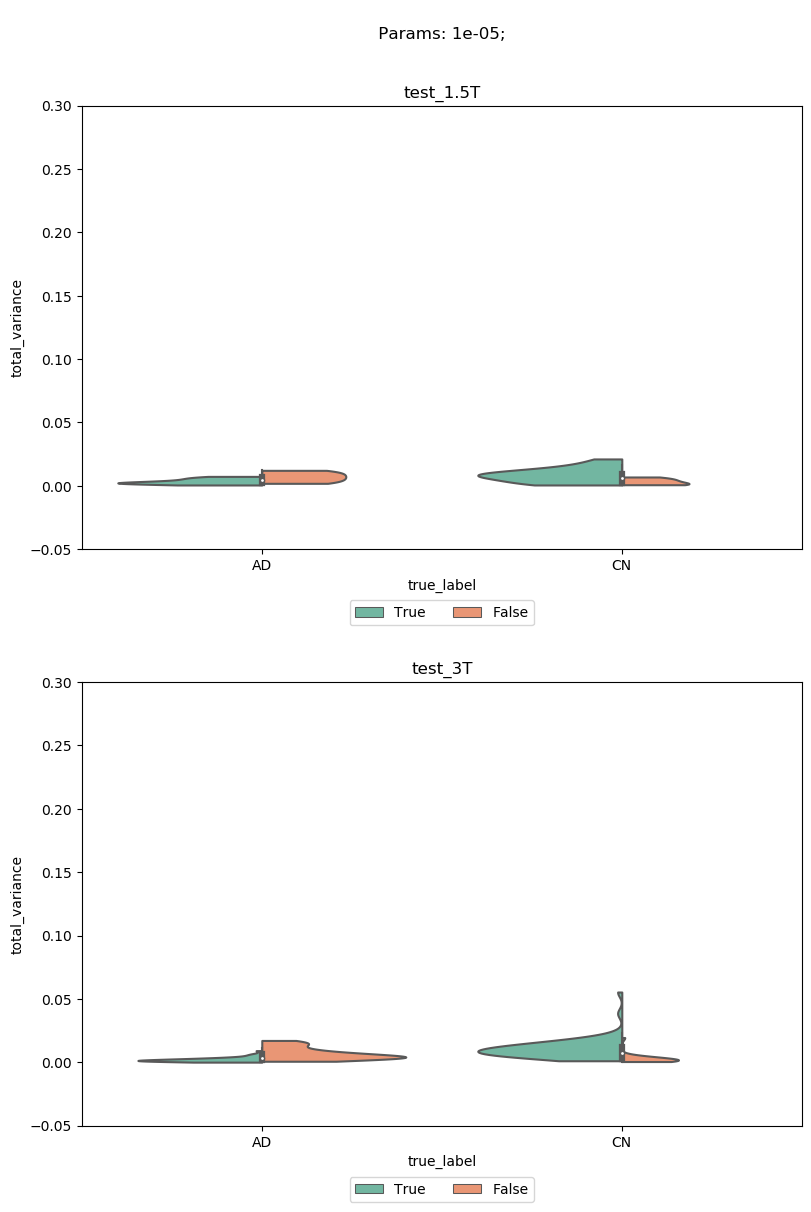 Params: 1e-05;
test_1.5T
0.30
0.25
0.20
0.15
0.10
0.05
0.00
−0.05
total_variance
AD CN
true_label
True False
test_3T
0.30
0.25
0.20
0.15
0.10
0.05
0.00
−0.05
total_variance
AD CN
true_label
True False